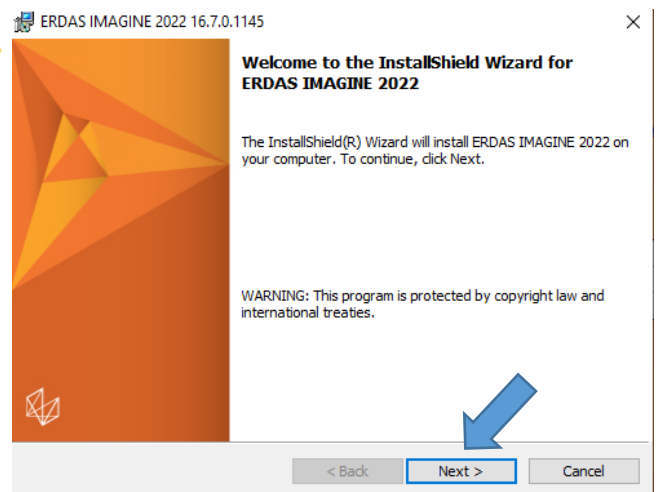 ERDAS IMAGINE 2022 16.7.0.1145
Welcome to the InstallShield Wizard for
ERDAS IMAGINE 2022
The InstallShield(R) Wizard will install ERDAS IMAGINE 2022 on
your computer. To continue, click Next.
WARNING: This program is protected by copyright law and
international treaties.
< Back Next > Cancel